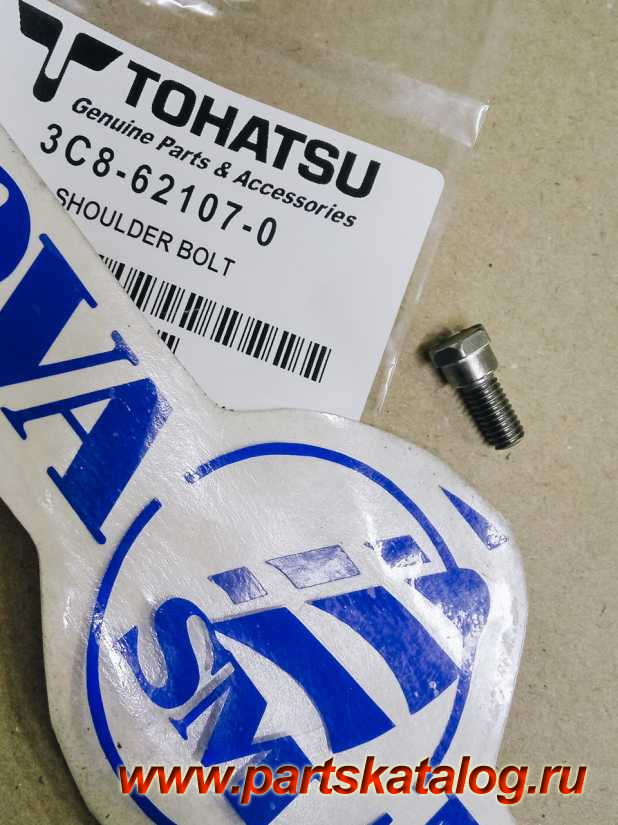 TOHATSU
Genuine Parts & Accessories
3C8-62107-0
SHOULDER BOLT
www.partskatalog.ru